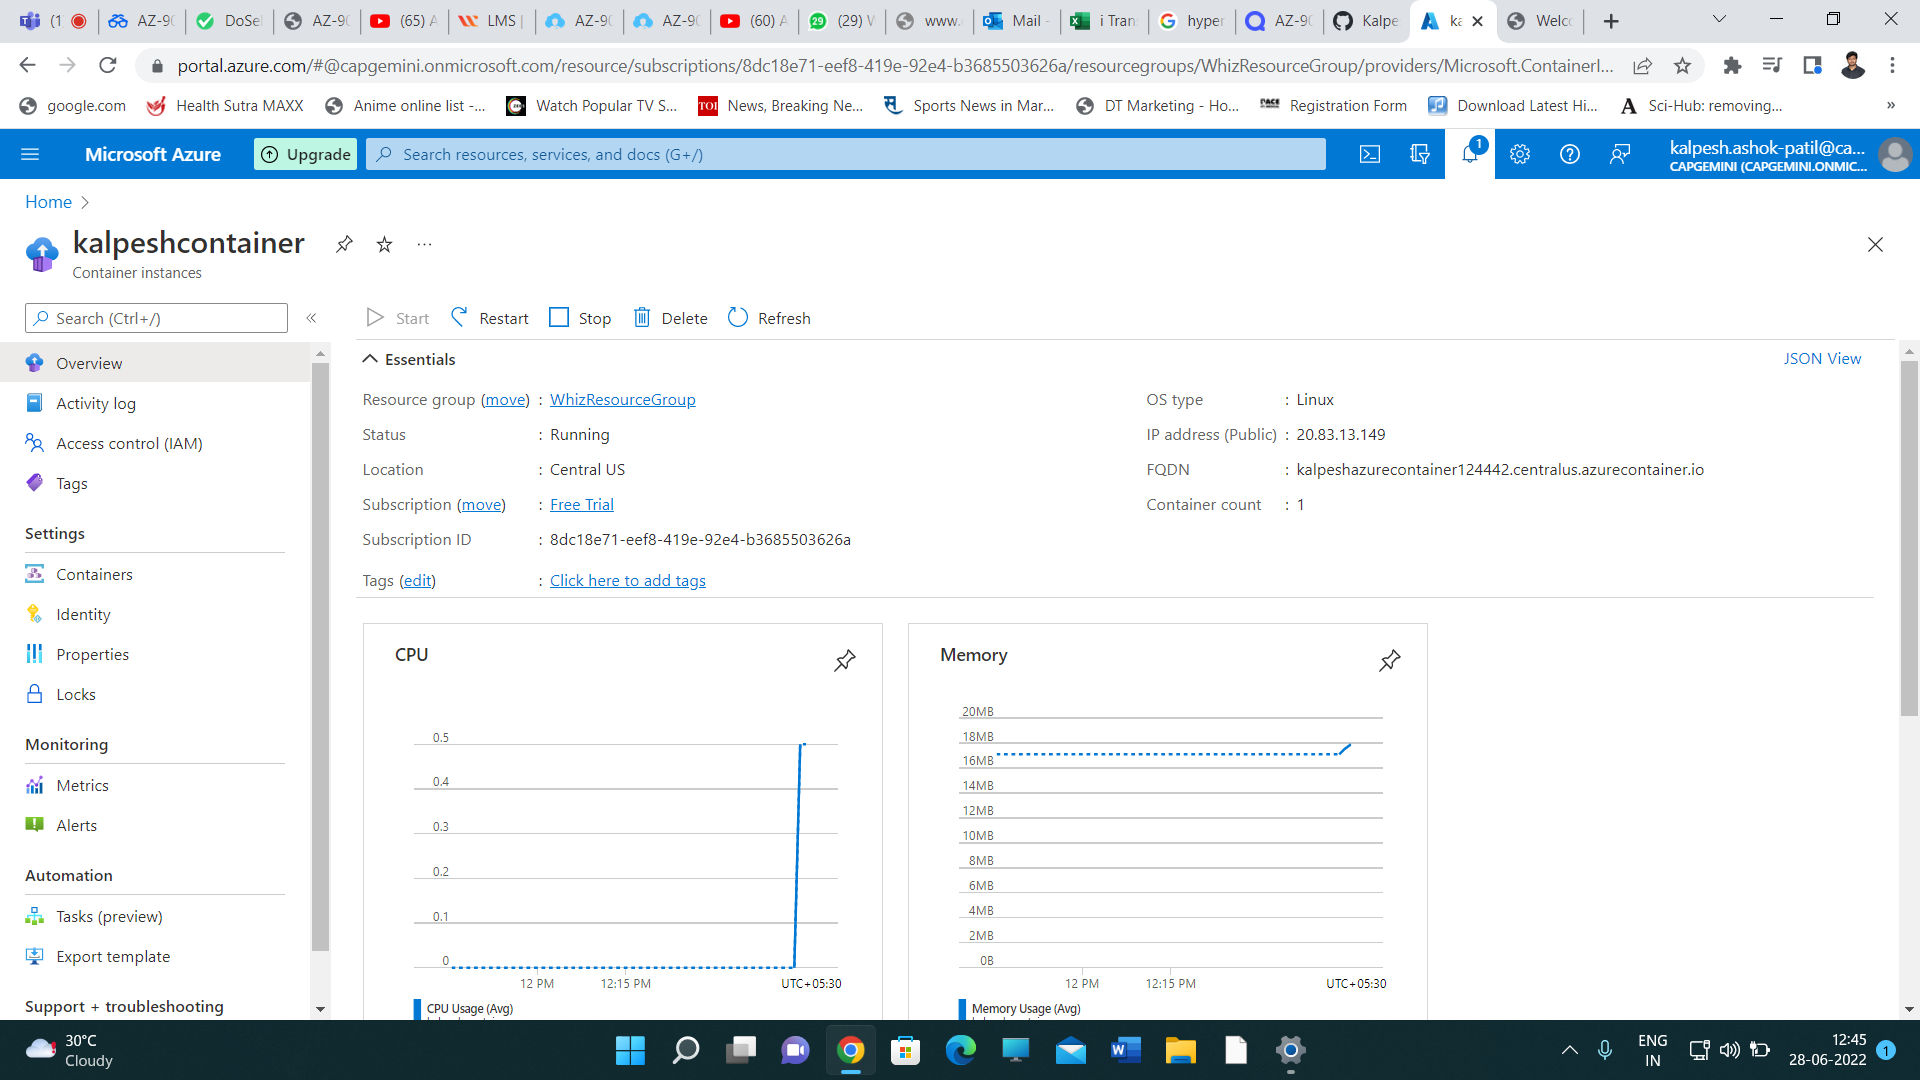 (1
AZ-90
DoSel
AZ-90
(65) A
LMS |
AZ-90
AZ-90
(60) A
(29) W
www.
Mail -
i Tran
hyper
AZ-90
Kalpe
ka
Welc
portal.azure.com/#@capgemini.onmicrosoft.com/resource/subscriptions/8dc18e71-eef8-419e-92e4-b3685503626a/resourcegroups/WhizResourceGroup/providers/Microsoft.ContainerI...
google.com
Health Sutra MAXX
Anime online list -...
Watch Popular TV S...
TOI
News, Breaking Ne...
Sports News in Mar...
DT Marketing - Ho...
PACE
Registration Form
Download Latest Hi...
A
Sci-Hub: removing...
»
Microsoft Azure
Upgrade
Search resources, services, and docs (G+/)
1
kalpesh.ashok-patil@ca...
CAPGEMINI (CAPGEMINI.ONMIC...
Home >
kalpeshcontainer
...
Container instances
Search (Ctrl+/)
«
Start
Restart
Stop
Delete
Refresh
Overview
Activity log
Access control (IAM)
Tags
Settings
Containers
Identity
Properties
Locks
Monitoring
Metrics
Alerts
Automation
Tasks (preview)
Export template
Support + troubleshooting
Essentials
JSON View
Resource group (move) : WhizResourceGroup
Status : Running
Location : Central US
Subscription (move) : Free Trial
Subscription ID : 8dc18e71-eef8-419e-92e4-b3685503626a
Tags (edit) : Click here to add tags
OS type : Linux
IP address (Public) : 20.83.13.149
FQDN : kalpeshazurecontainer124442.centralus.azurecontainer.io
Container count : 1
CPU
0.5
0.4
0.3
0.2
0.1
0
12 PM
12:15 PM
UTC+05:30
CPU Usage (Avg)
Memory
20MB
18MB
16MB
14MB
12MB
10MB
8MB
6MB
4MB
2MB
0B
12 PM
12:15 PM
UTC+05:30
Memory Usage (Avg)
30°C
Cloudy
ENG
IN
12:45
28-06-2022
1